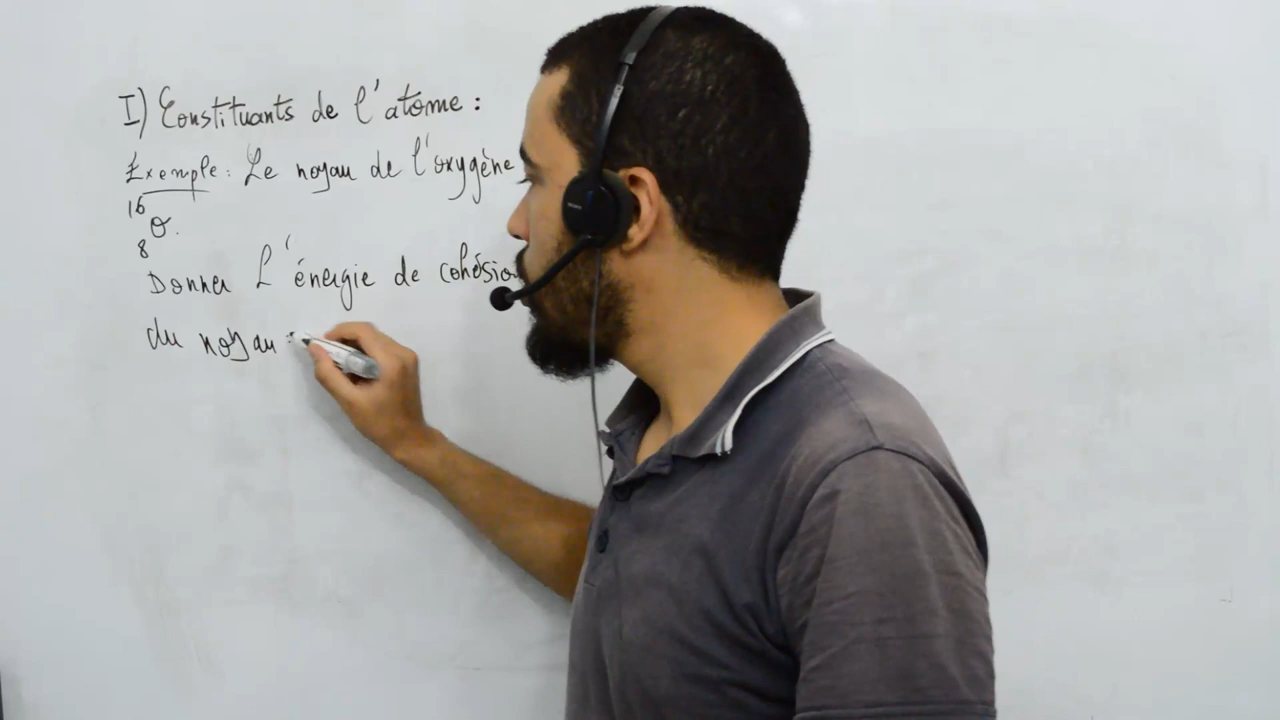 I) Constituants de l'atome :
Exemple : Le noyau de l'oxygène
16
O.
8
Donner L'énergie de cohésion
du noyau :